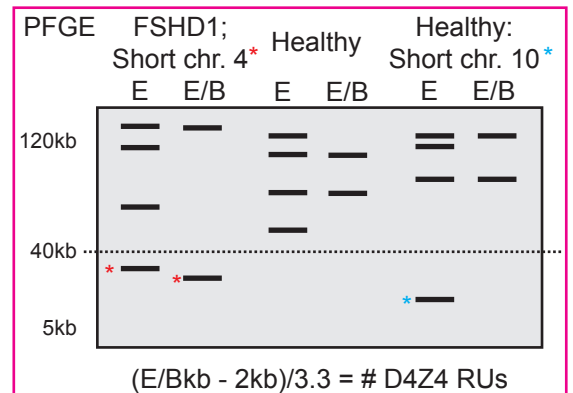 PFGE FSHD1; Healthy Healthy:
Short chr. 4* Short chr. 10*
E E/B E E/B E E/B
120kb
40kb
*
*
*
5kb
(E/Bkb - 2kb)/3.3 = # D4Z4 RUs